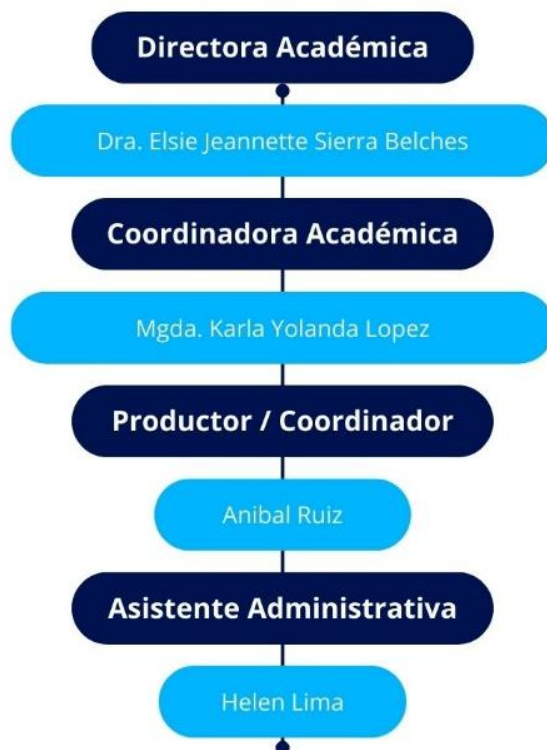 Directora Académica
Dra. Elsie Jeannette Sierra Belches
Coordinadora Académica
Mgda. Karla Yolanda Lopez
Productor / Coordinador
Anibal Ruiz
Asistente Administrativa
Helen Lima